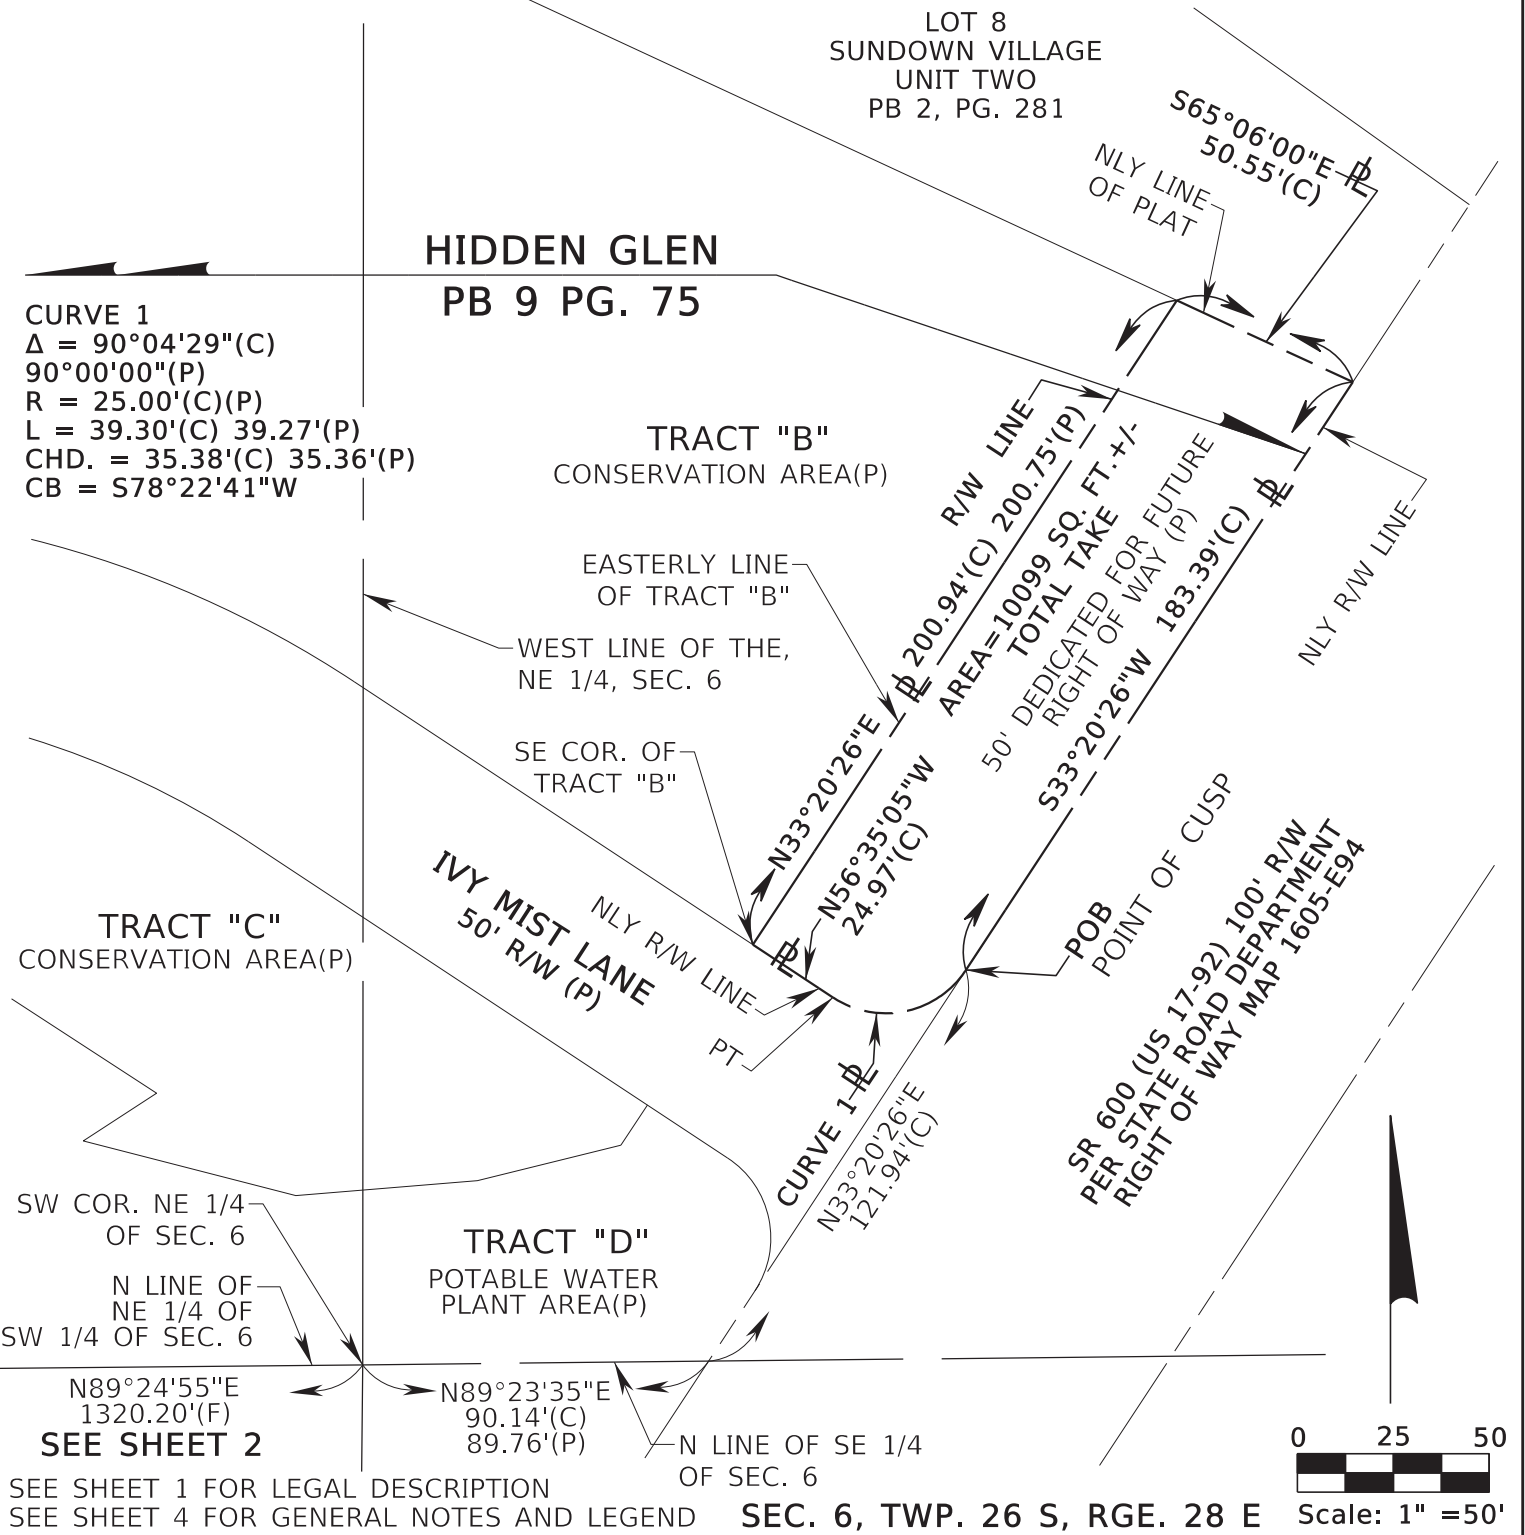 LOT 8
SUNDOWN VILLAGE
UNIT TWO
PB 2, PG. 281
S65°06'00"E
50.55'(C)
PL
NLY LINE
OF PLAT
HIDDEN GLEN
PB 9 PG. 75
CURVE 1
Δ = 90°04'29"(C)
90°00'00"(P)
R = 25.00'(C)(P)
L = 39.30'(C) 39.27'(P)
CHD. = 35.38'(C) 35.36'(P)
CB = S78°22'41"W
TRACT "B"
CONSERVATION AREA(P)
R/W LINE
EASTERLY LINE
OF TRACT "B"
WEST LINE OF THE,
NE 1/4, SEC. 6
SE COR. OF
TRACT "B"
N33°20'26"E PL 200.94'(C) 200.75'(P)
AREA=10099 SQ. FT.+/-
TOTAL TAKE
50' DEDICATED FOR FUTURE
RIGHT OF WAY (P)
S33°20'26"W 183.39'(C) PL
NLY R/W LINE
N56°35'05"W
24.97'(C)
PL
IVY MIST LANE
50' R/W (P)
NLY R/W LINE
PT
POB
POINT OF CUSP
SR 600 (US 17-92) 100' R/W
PER STATE ROAD DEPARTMENT
RIGHT OF WAY MAP 1605-E94
CURVE 1 PL
N33°20'26"E
121.94'(C)
TRACT "C"
CONSERVATION AREA(P)
SW COR. NE 1/4
OF SEC. 6
N LINE OF
NE 1/4 OF
SW 1/4 OF SEC. 6
TRACT "D"
POTABLE WATER
PLANT AREA(P)
N89°24'55"E
1320.20'(F)
SEE SHEET 2
N89°23'35"E
90.14'(C)
89.76'(P)
N LINE OF SE 1/4
OF SEC. 6
SEE SHEET 1 FOR LEGAL DESCRIPTION
SEE SHEET 4 FOR GENERAL NOTES AND LEGEND
SEC. 6, TWP. 26 S, RGE. 28 E
0 25 50
Scale: 1" =50'